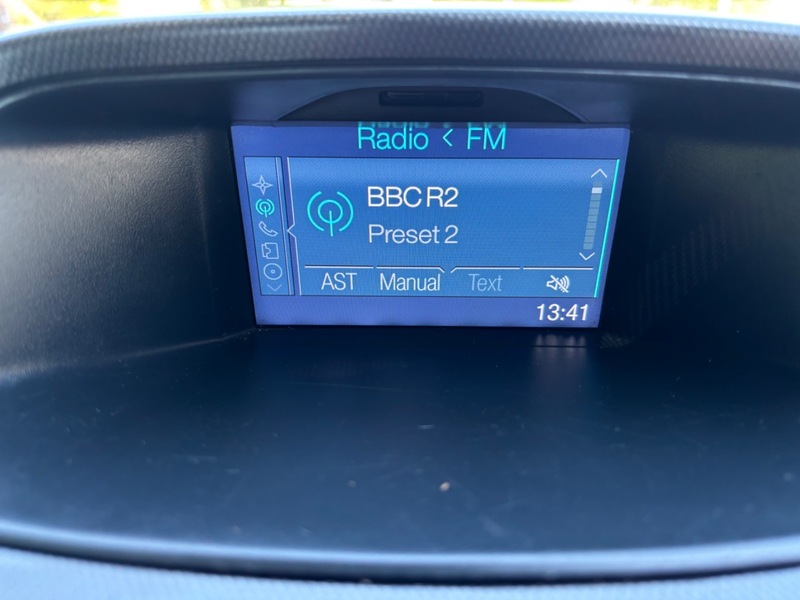 Radio < FM
BBC R2
Preset 2
AST Manual Text
13:41